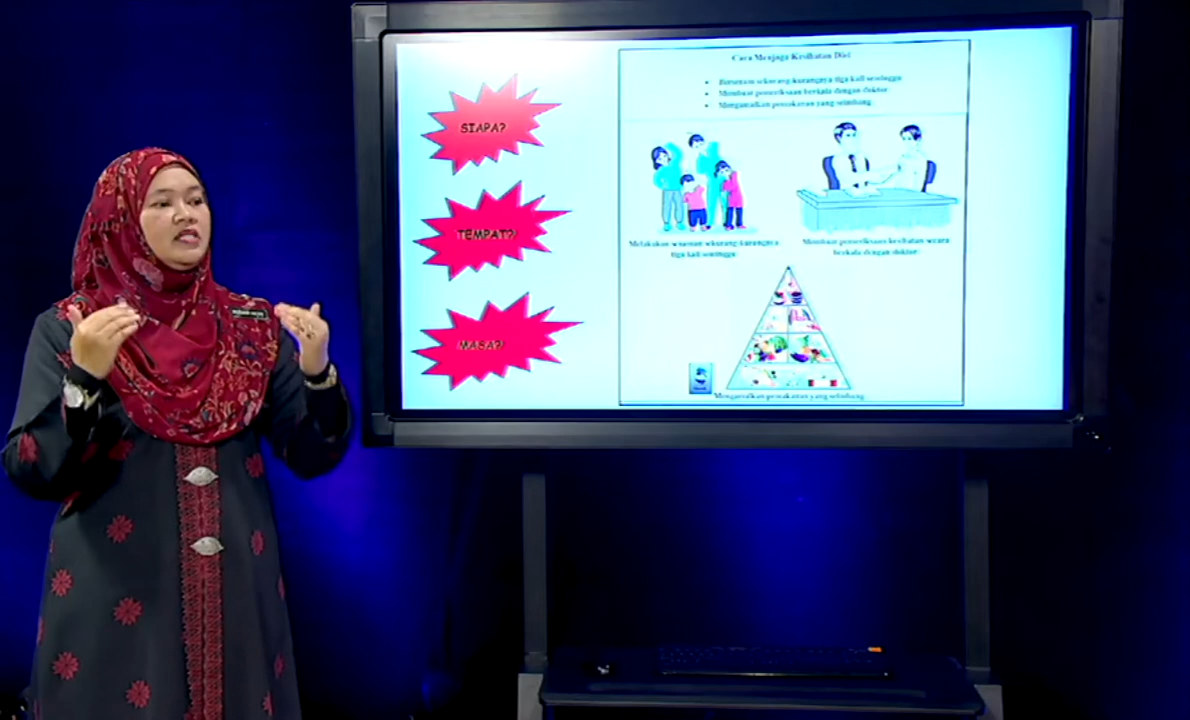 SIAPA?
TEMPAT?
MASA?
Cara Menjaga Kesihatan Diri
Bersenam sekurang-kurangnya tiga kali seminggu
Membuat pemeriksaan berkala dengan doktor
Mengamalkan pemakanan yang seimbang
Melakukan senaman sekurang-kurangnya
tiga kali seminggu
Membuat pemeriksaan kesihatan secara
berkala dengan doktor
Mengamalkan pemakanan yang seimbang